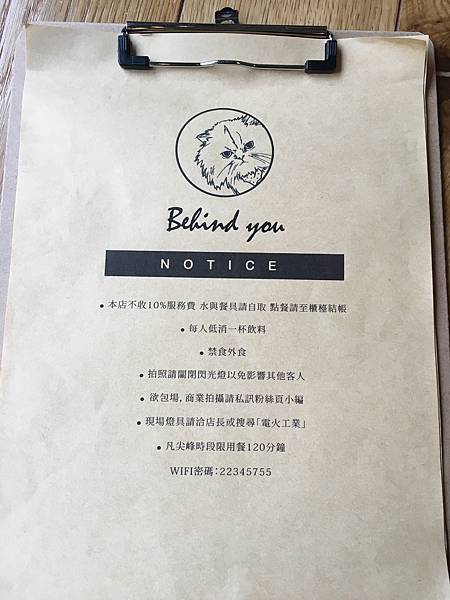 Behind you
NOTICE
• 本店不收10%服務費 水與餐具請自取 點餐請至櫃檯結帳
• 每人低消一杯飲料
• 禁食外食
• 拍照請關閉閃光燈以免影響其他客人
• 欲包場,商業拍攝請私訊粉絲頁小編
• 現場燈具請洽店長或搜尋「電火工業」
• 凡尖峰時段限用餐120分鐘
WIFI密碼:22345755